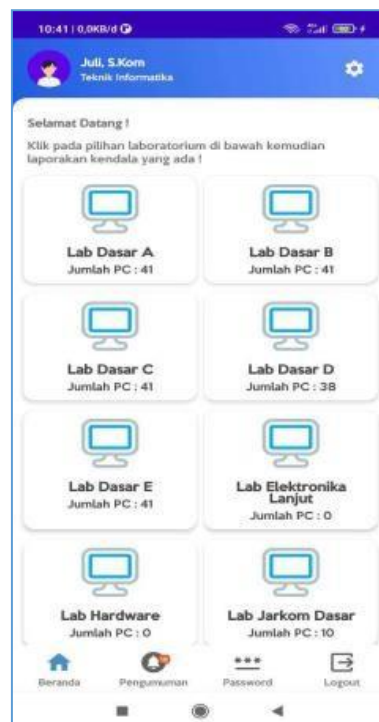 10:41 | 0,0KB/d
Juli, S.Kom
Teknik Informatika
Selamat Datang !
Klik pada pilihan laboratorium di bawah kemudian
laporakan kendala yang ada !
Lab Dasar A
Jumlah PC : 41
Lab Dasar B
Jumlah PC : 41
Lab Dasar C
Jumlah PC : 41
Lab Dasar D
Jumlah PC : 38
Lab Dasar E
Jumlah PC : 41
Lab Elektronika
Lanjut
Jumlah PC : 0
Lab Hardware
Jumlah PC : 0
Lab Jarkom Dasar
Jumlah PC : 10
Beranda
Pengumuman
Password
Logout